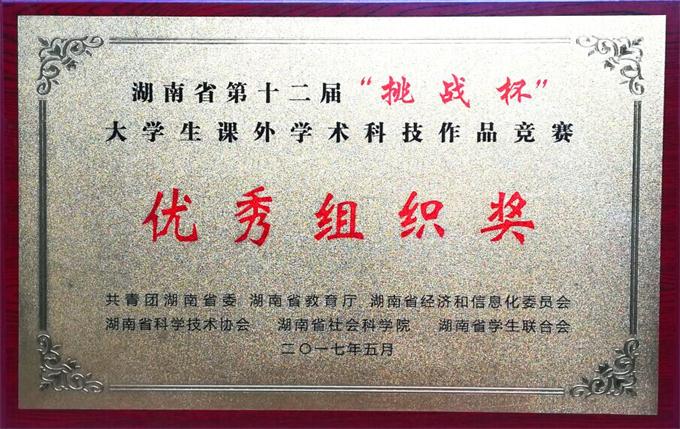 湖南省第十二届“挑战杯”
大学生课外学术科技作品竞赛
优秀组织奖
共青团湖南省委 湖南省教育厅 湖南省经济和信息化委员会
湖南省科学技术协会 湖南省社会科学院 湖南省学生联合会
二〇一七年五月